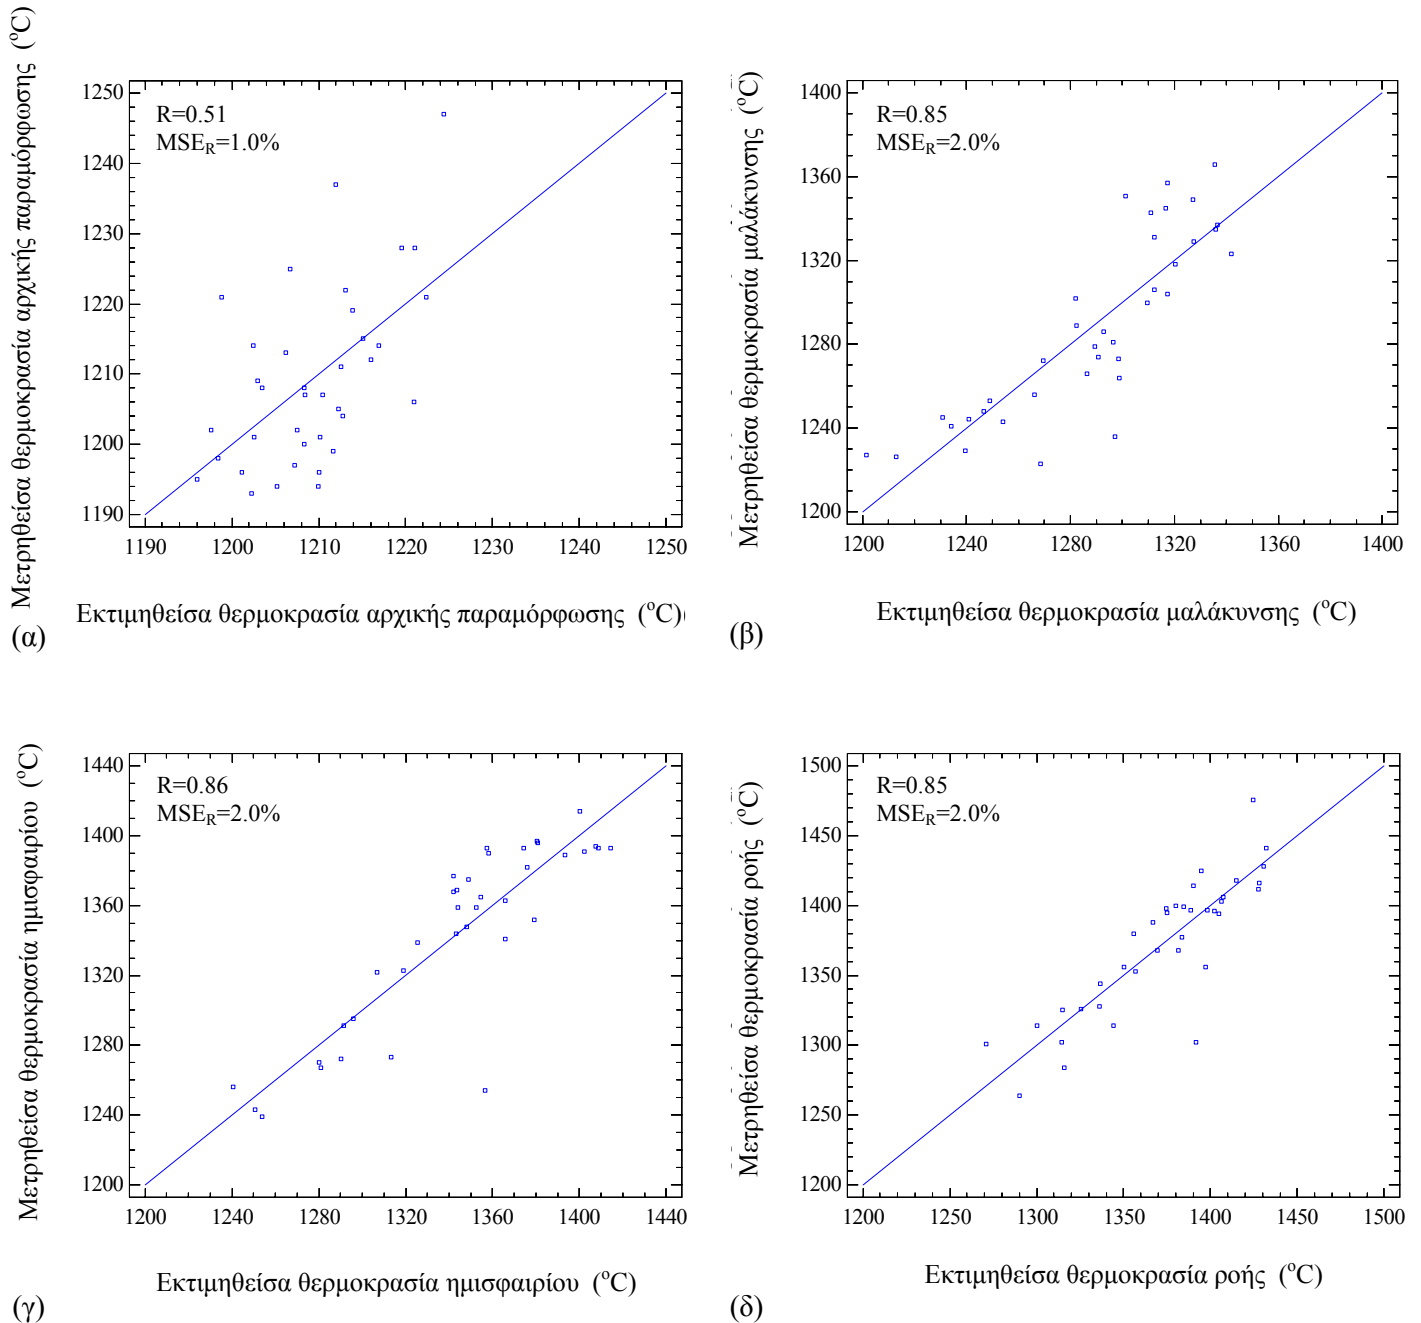 Μετρηθείσα θερμοκρασία αρχικής παραμόρφωσης (°C)
R=0.51
MSER=1.0%
1250
1240
1230
1220
1210
1200
1190
1190 1200 1210 1220 1230 1240 1250
Εκτιμηθείσα θερμοκρασία αρχικής παραμόρφωσης (°C)
(α)
Μετρηθείσα θερμοκρασία μαλάκυνσης (°C)
R=0.85
MSER=2.0%
1400
1360
1320
1280
1240
1200
1200 1240 1280 1320 1360 1400
Εκτιμηθείσα θερμοκρασία μαλάκυνσης (°C)
(β)
Μετρηθείσα θερμοκρασία ημισφαιρίου (°C)
R=0.86
MSER=2.0%
1440
1400
1360
1320
1280
1240
1200
1200 1240 1280 1320 1360 1400 1440
Εκτιμηθείσα θερμοκρασία ημισφαιρίου (°C)
(γ)
Μετρηθείσα θερμοκρασία ροής (°C)
R=0.85
MSER=2.0%
1500
1450
1400
1350
1300
1250
1200
1200 1250 1300 1350 1400 1450 1500
Εκτιμηθείσα θερμοκρασία ροής (°C)
(δ)